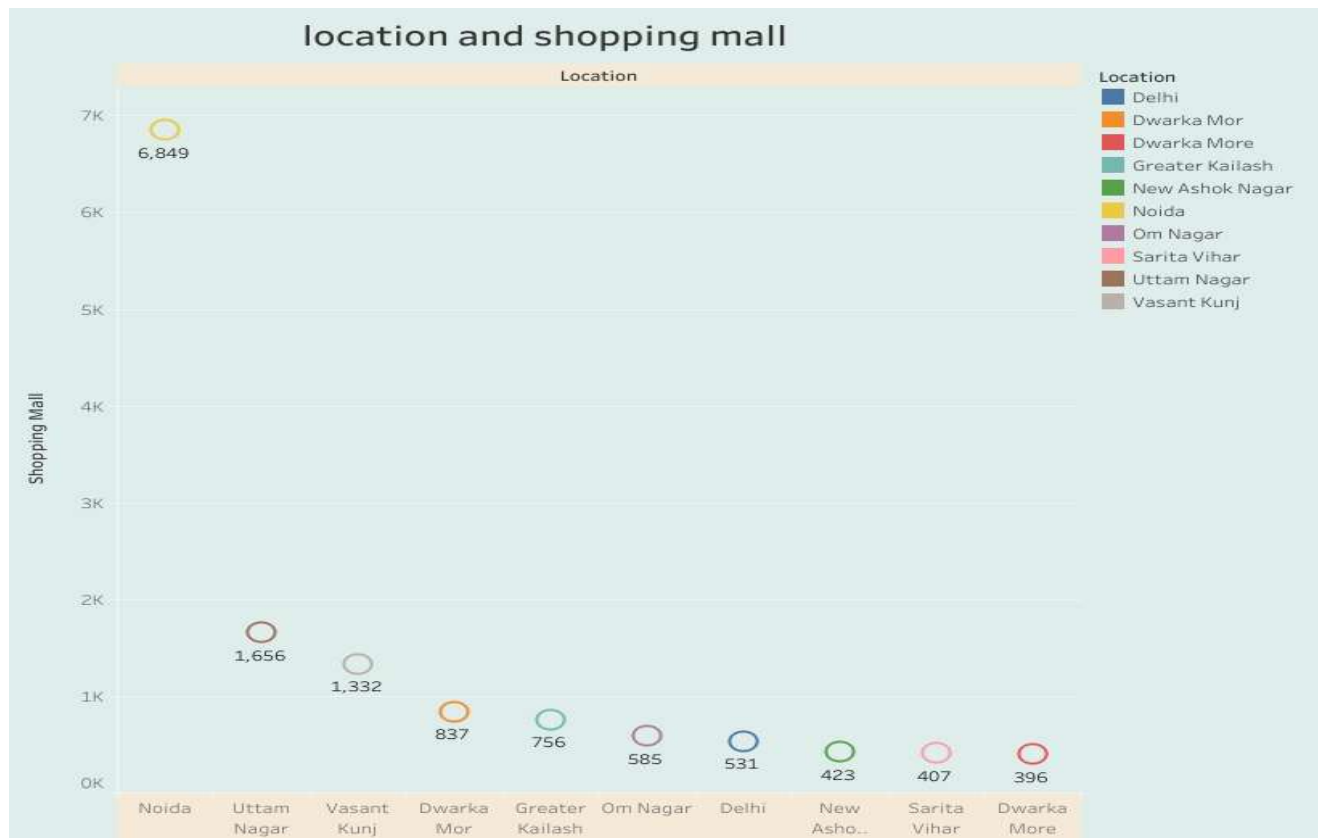 location and shopping mall
Location
Location
Delhi
Dwarka Mor
Dwarka More
Greater Kailash
New Ashok Nagar
Noida
Om Nagar
Sarita Vihar
Uttam Nagar
Vasant Kunj
Shopping Mall
7K
6K
5K
4K
3K
2K
1K
0K
6,849
1,656
1,332
837
756
585
531
423
407
396
Noida
Uttam
Nagar
Vasant
Kunj
Dwarka
Mor
Greater
Kailash
Om Nagar
Delhi
New
Asho..
Sarita
Vihar
Dwarka
More